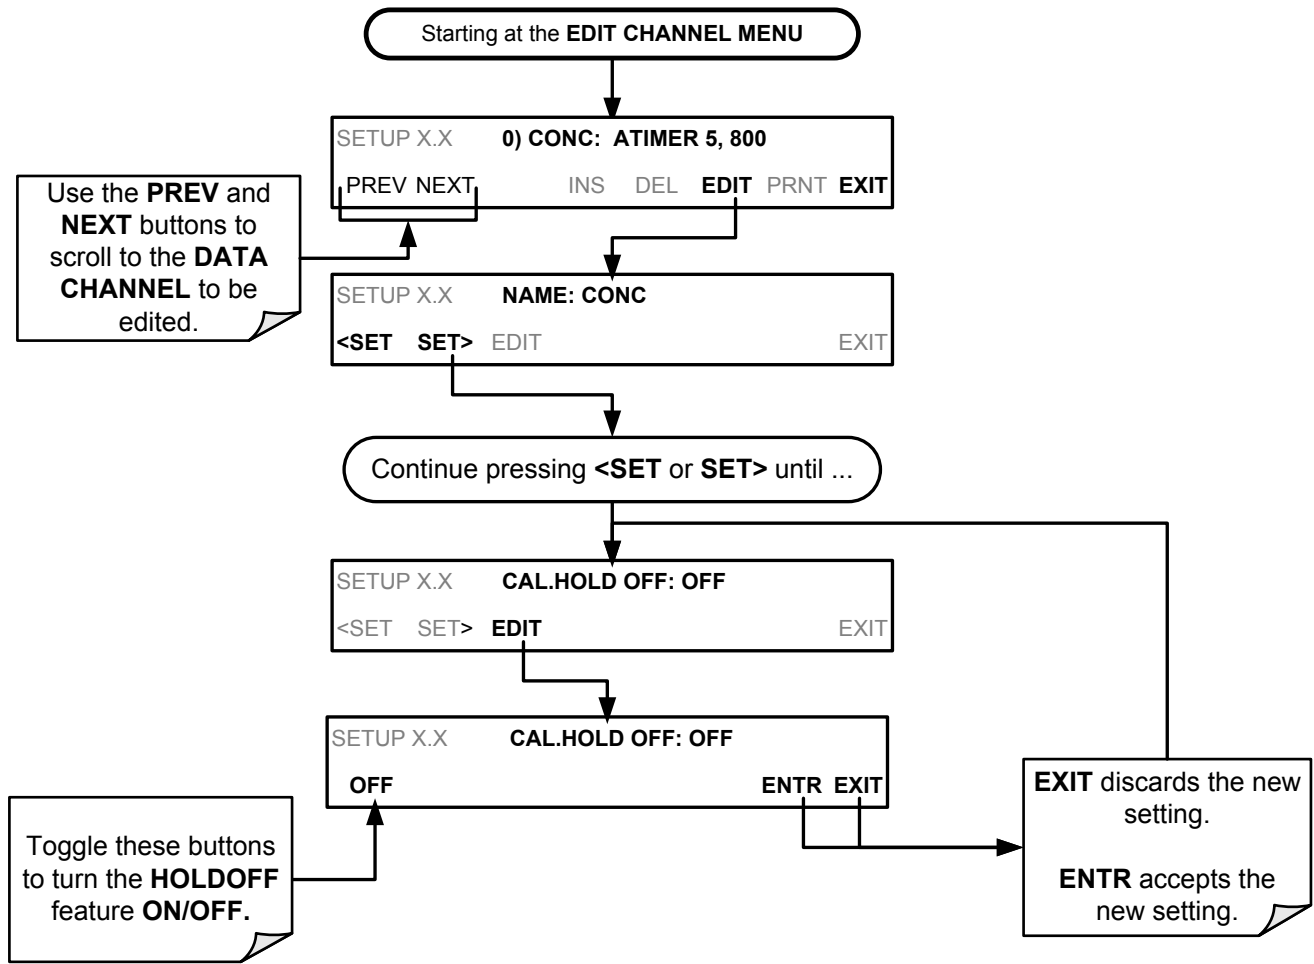 Starting at the EDIT CHANNEL MENU
SETUP X.X 0) CONC: ATIMER 5, 800
PREV NEXT INS DEL EDIT PRNT EXIT
Use the PREV and
NEXT buttons to
scroll to the DATA
CHANNEL to be
edited.
SETUP X.X NAME: CONC
<SET SET> EDIT EXIT
Continue pressing <SET or SET> until ...
SETUP X.X CAL.HOLD OFF: OFF
<SET SET> EDIT EXIT
SETUP X.X CAL.HOLD OFF: OFF
OFF ENTR EXIT
Toggle these buttons
to turn the HOLDOFF
feature ON/OFF.
EXIT discards the new
setting.
ENTR accepts the
new setting.